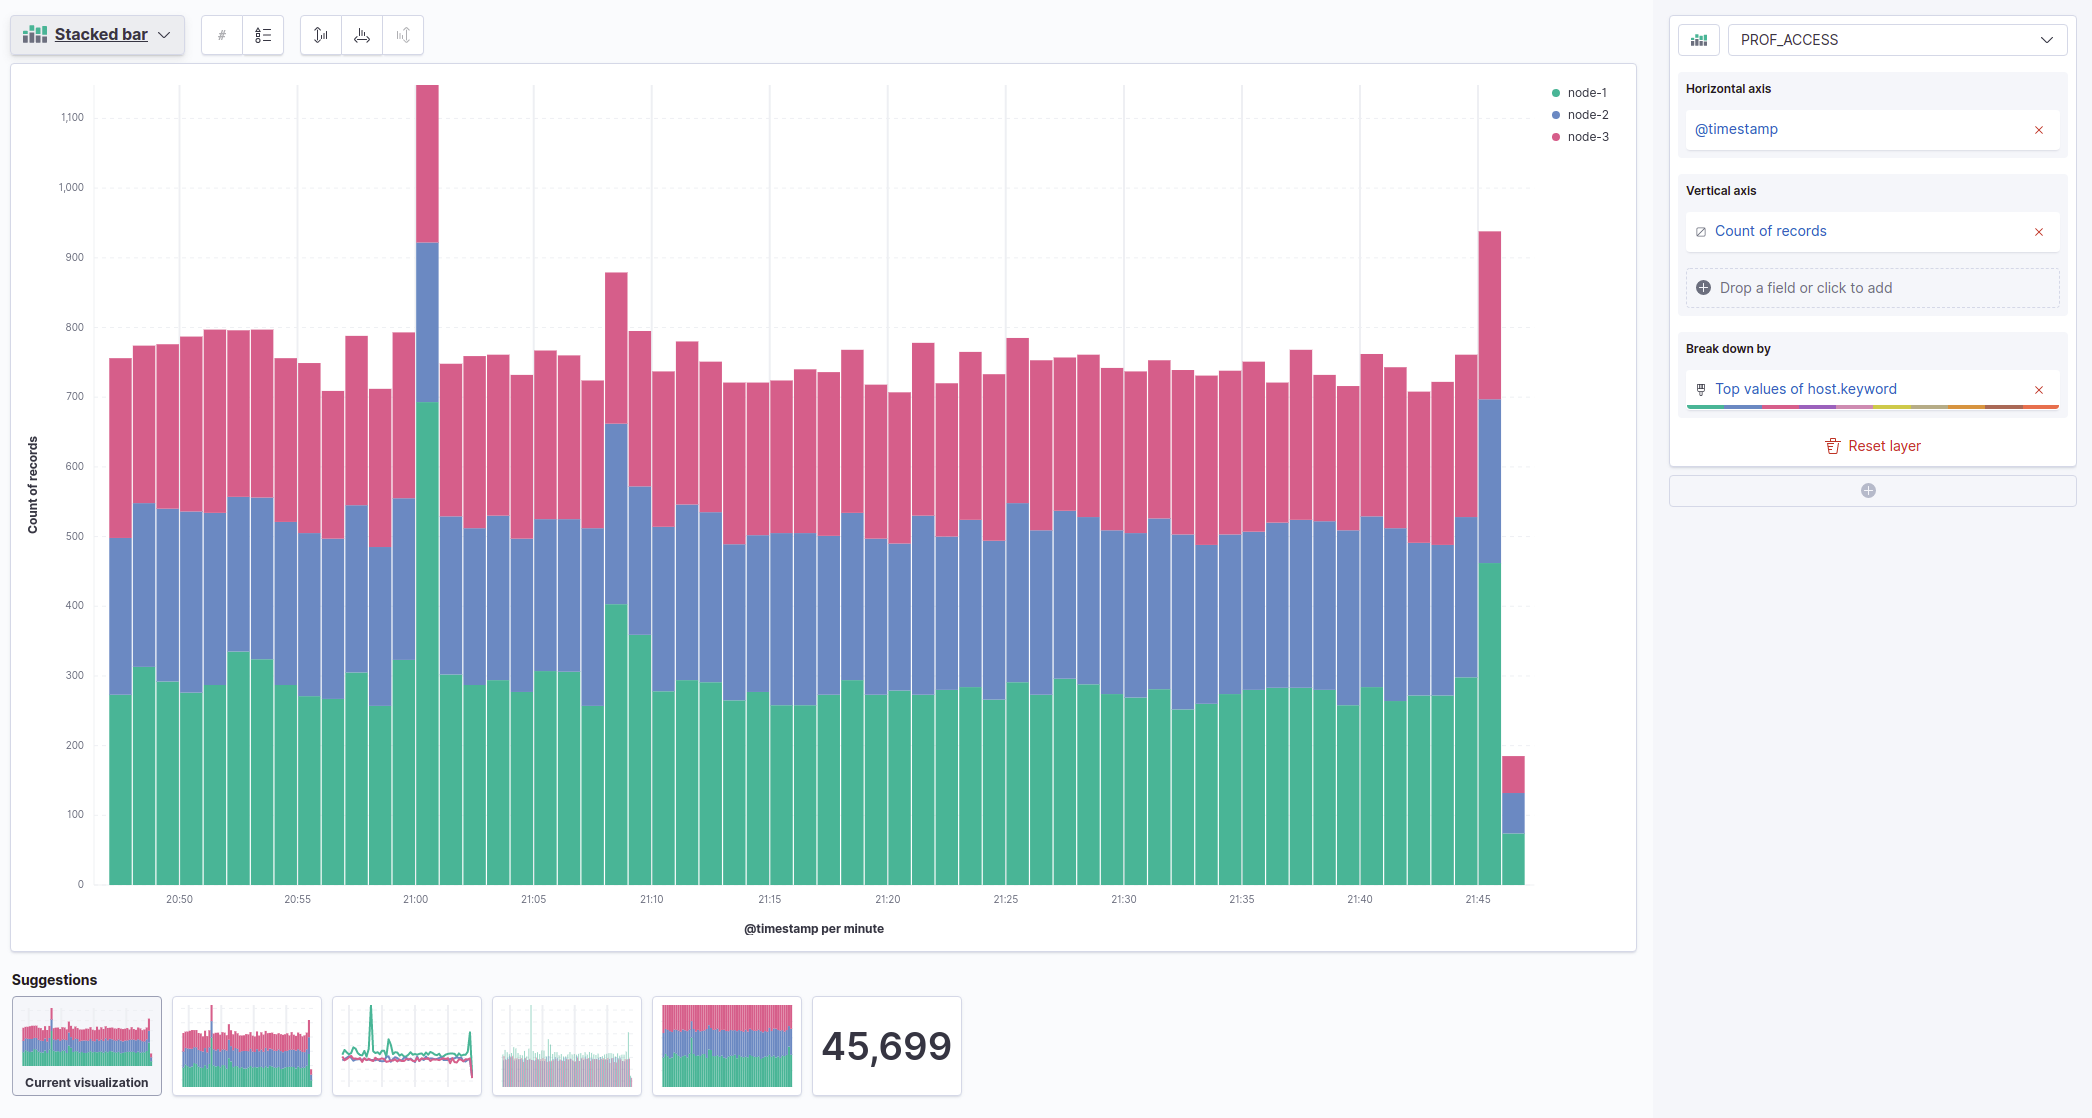 Stacked bar
#
PROF_ACCESS
Horizontal axis
@timestamp
Vertical axis
Count of records
Drop a field or click to add
Break down by
Top values of host.keyword
Reset layer
node-1
node-2
node-3
1,100
1,000
900
800
700
600
500
400
300
200
100
0
Count of records
20:50 20:55 21:00 21:05 21:10 21:15 21:20 21:25 21:30 21:35 21:40 21:45
@timestamp per minute
Suggestions
Current visualization
45,699